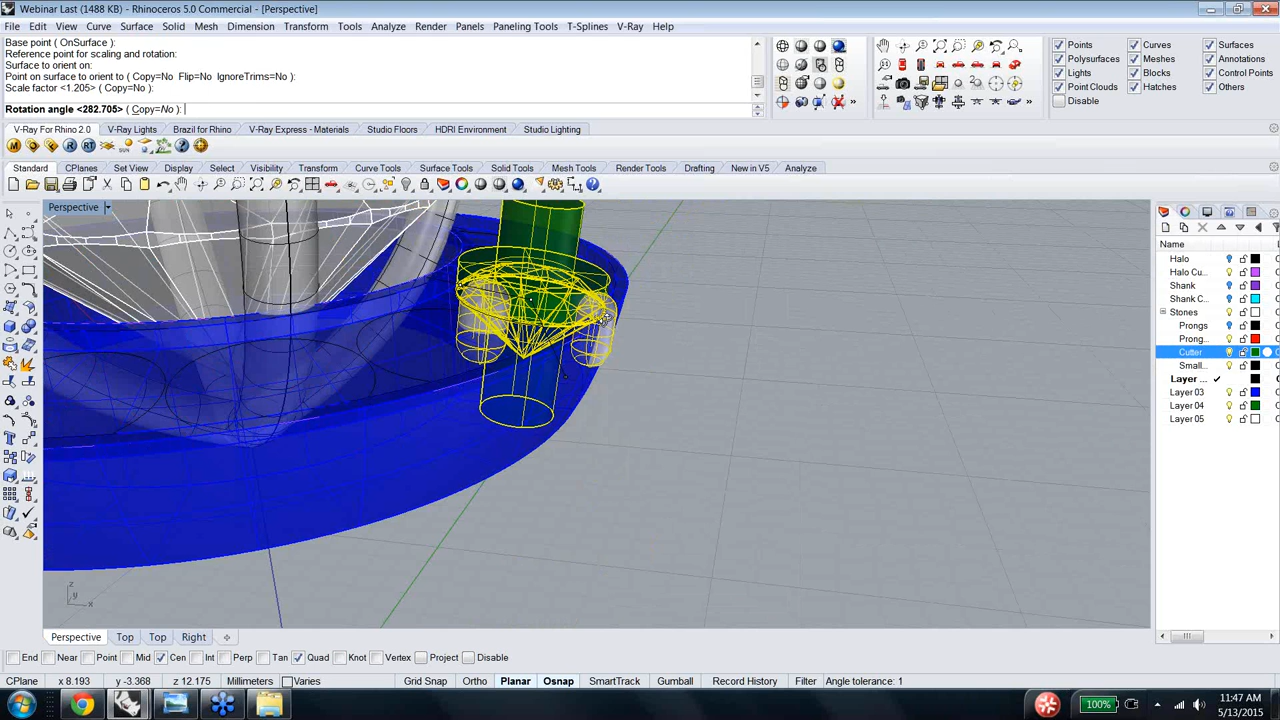 Webinar Last (1488 KB) - Rhinoceros 5.0 Commercial - [Perspective]
File Edit View Curve Surface Solid Mesh Dimension Transform Tools Analyze Render Panels Paneling Tools T-Splines V-Ray Help
Base point ( OnSurface ):
Reference point for scaling and rotation:
Surface to orient on:
Point on surface to orient to ( Copy=No Flip=No IgnoreTrims=No ):
Scale factor <1.205> ( Copy=No ):
Rotation angle <282.705> ( Copy=No ):
Points Curves Surfaces
Polysurfaces Meshes Annotations
Lights Blocks Control Points
Point Clouds Hatches Others
Disable
V-Ray For Rhino 2.0 V-Ray Lights Brazil for Rhino V-Ray Express - Materials Studio Floors HDRI Environment Studio Lighting
Standard CPlanes Set View Display Select Visibility Transform Curve Tools Surface Tools Solid Tools Mesh Tools Render Tools Drafting New in V5 Analyze
Perspective
Name
Halo
Halo Cu...
Shank
Shank C...
Stones
Prongs
Prong...
Cutter
Small...
Layer ...
Layer 03
Layer 04
Layer 05
z
y
x
Perspective Top Top Right
End Near Point Mid Cen Int Perp Tan Quad Knot Vertex Project Disable
CPlane x 8.193 y -3.368 z 12.175 Millimeters Varies Grid Snap Ortho Planar Osnap SmartTrack Gumball Record History Filter Angle tolerance: 1
100%
11:47 AM
5/13/2015